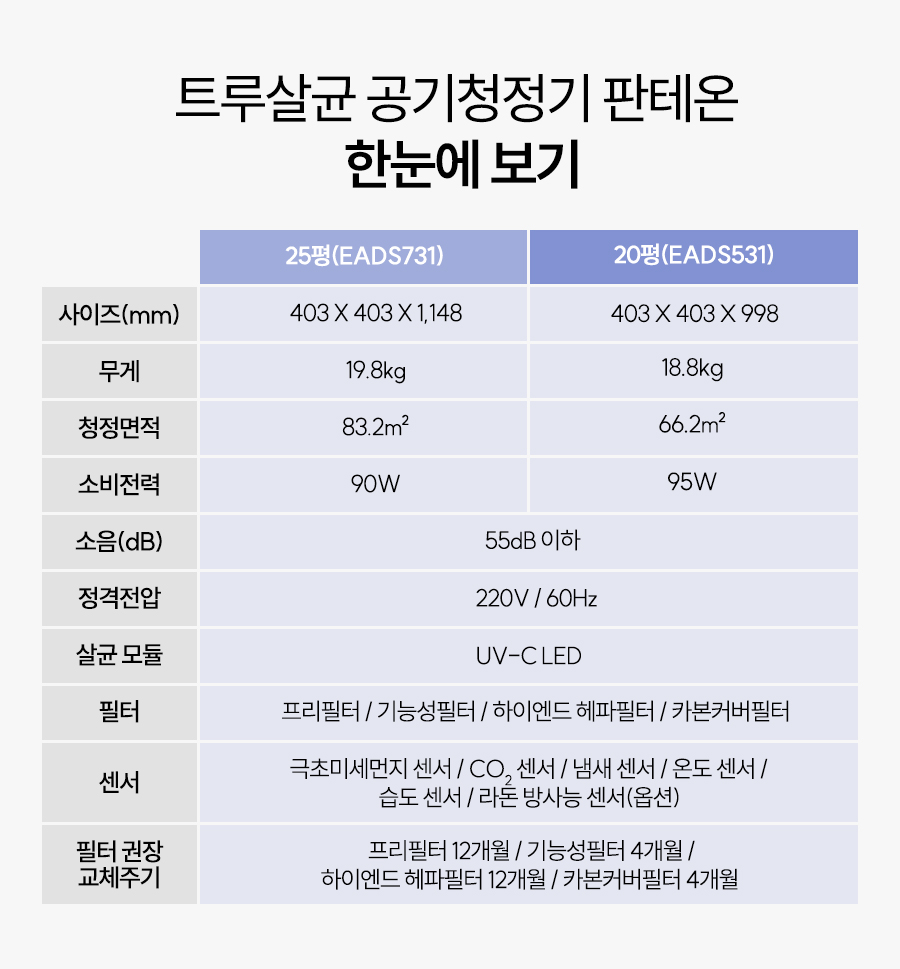 트루살균 공기청정기 판테온
한눈에 보기
25평(EADS731) 20평(EADS531)
사이즈(mm) 403 X 403 X 1,148 403 X 403 X 998
무게 19.8kg 18.8kg
청정면적 83.2m² 66.2m²
소비전력 90W 95W
소음(dB) 55dB 이하
정격전압 220V / 60Hz
살균 모듈 UV-C LED
필터 프리필터 / 기능성필터 / 하이엔드 헤파필터 / 카본커버필터
센서 극초미세먼지 센서 / CO₂ 센서 / 냄새 센서 / 온도 센서 /
습도 센서 / 라돈 방사능 센서(옵션)
필터 권장 프리필터 12개월 / 기능성필터 4개월 /
교체주기 하이엔드 헤파필터 12개월 / 카본커버필터 4개월